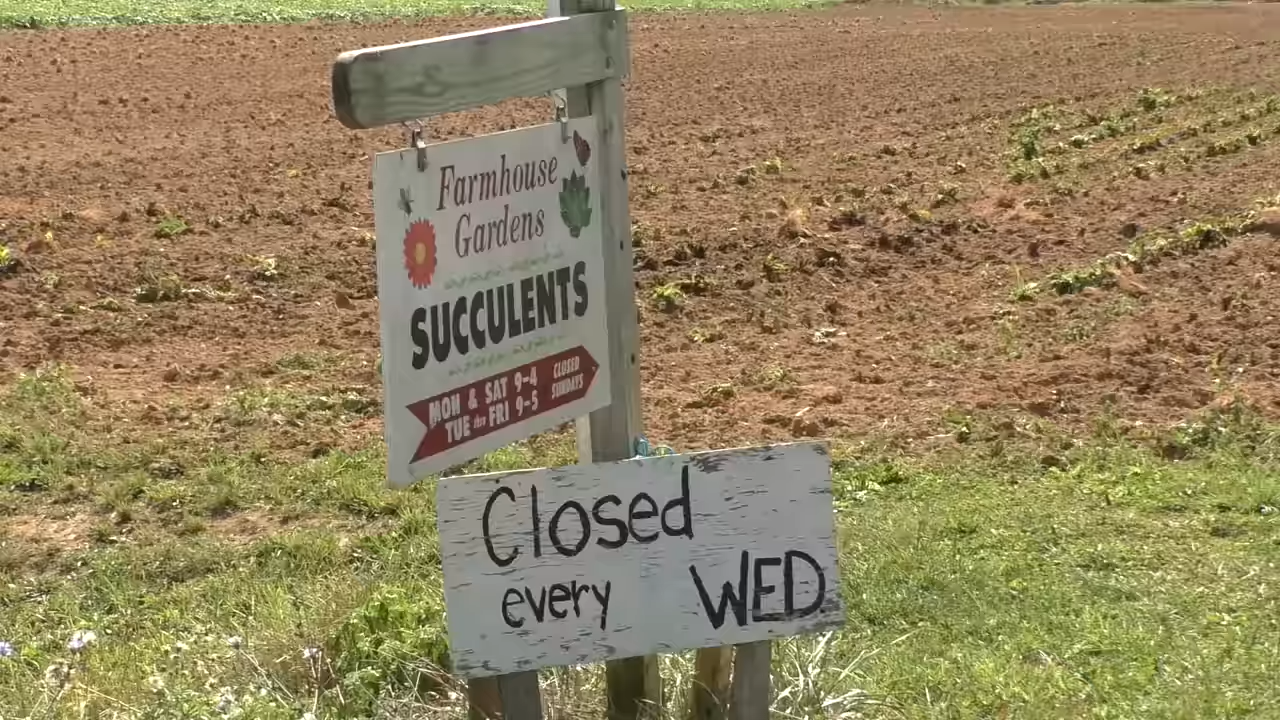 Farmhouse
Gardens
SUCCULENTS
MON & SAT 9-4
TUE thru FRI 9-5
CLOSED
SUNDAYS
Closed
every WED.